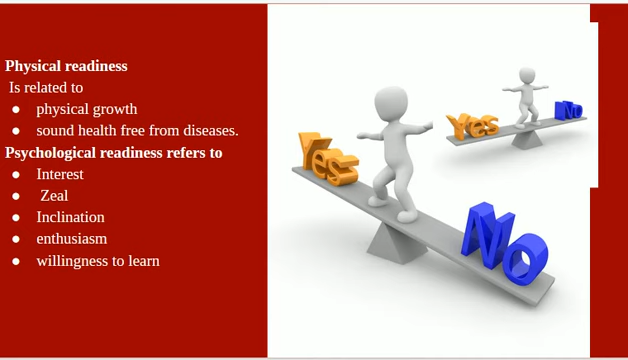 Physical readiness
Is related to
● physical growth
● sound health free from diseases.
Psychological readiness refers to
● Interest
● Zeal
● Inclination
● enthusiasm
● willingness to learn
Yes
No
Yes
No